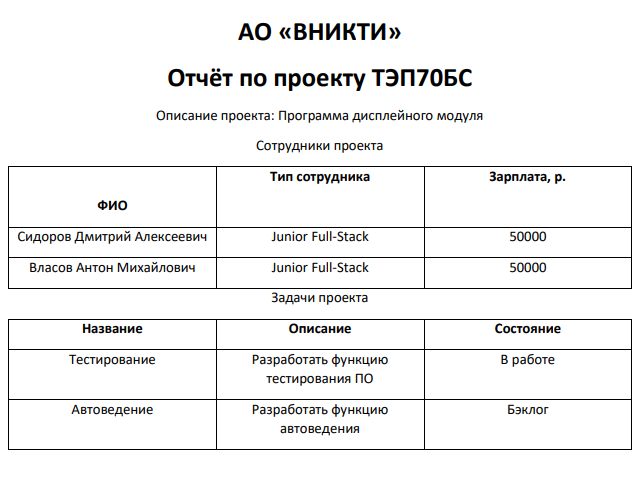 АО «ВНИКТИ»
Отчёт по проекту ТЭП70БС
Описание проекта: Программа дисплейного модуля
Сотрудники проекта
ФИО Тип сотрудника Зарплата, р.
Сидоров Дмитрий Алексеевич Junior Full-Stack 50000
Власов Антон Михайлович Junior Full-Stack 50000
Задачи проекта
Название Описание Состояние
Тестирование Разработать функцию В работе
тестирования ПО
Автоведение Разработать функцию Бэклог
автоведения